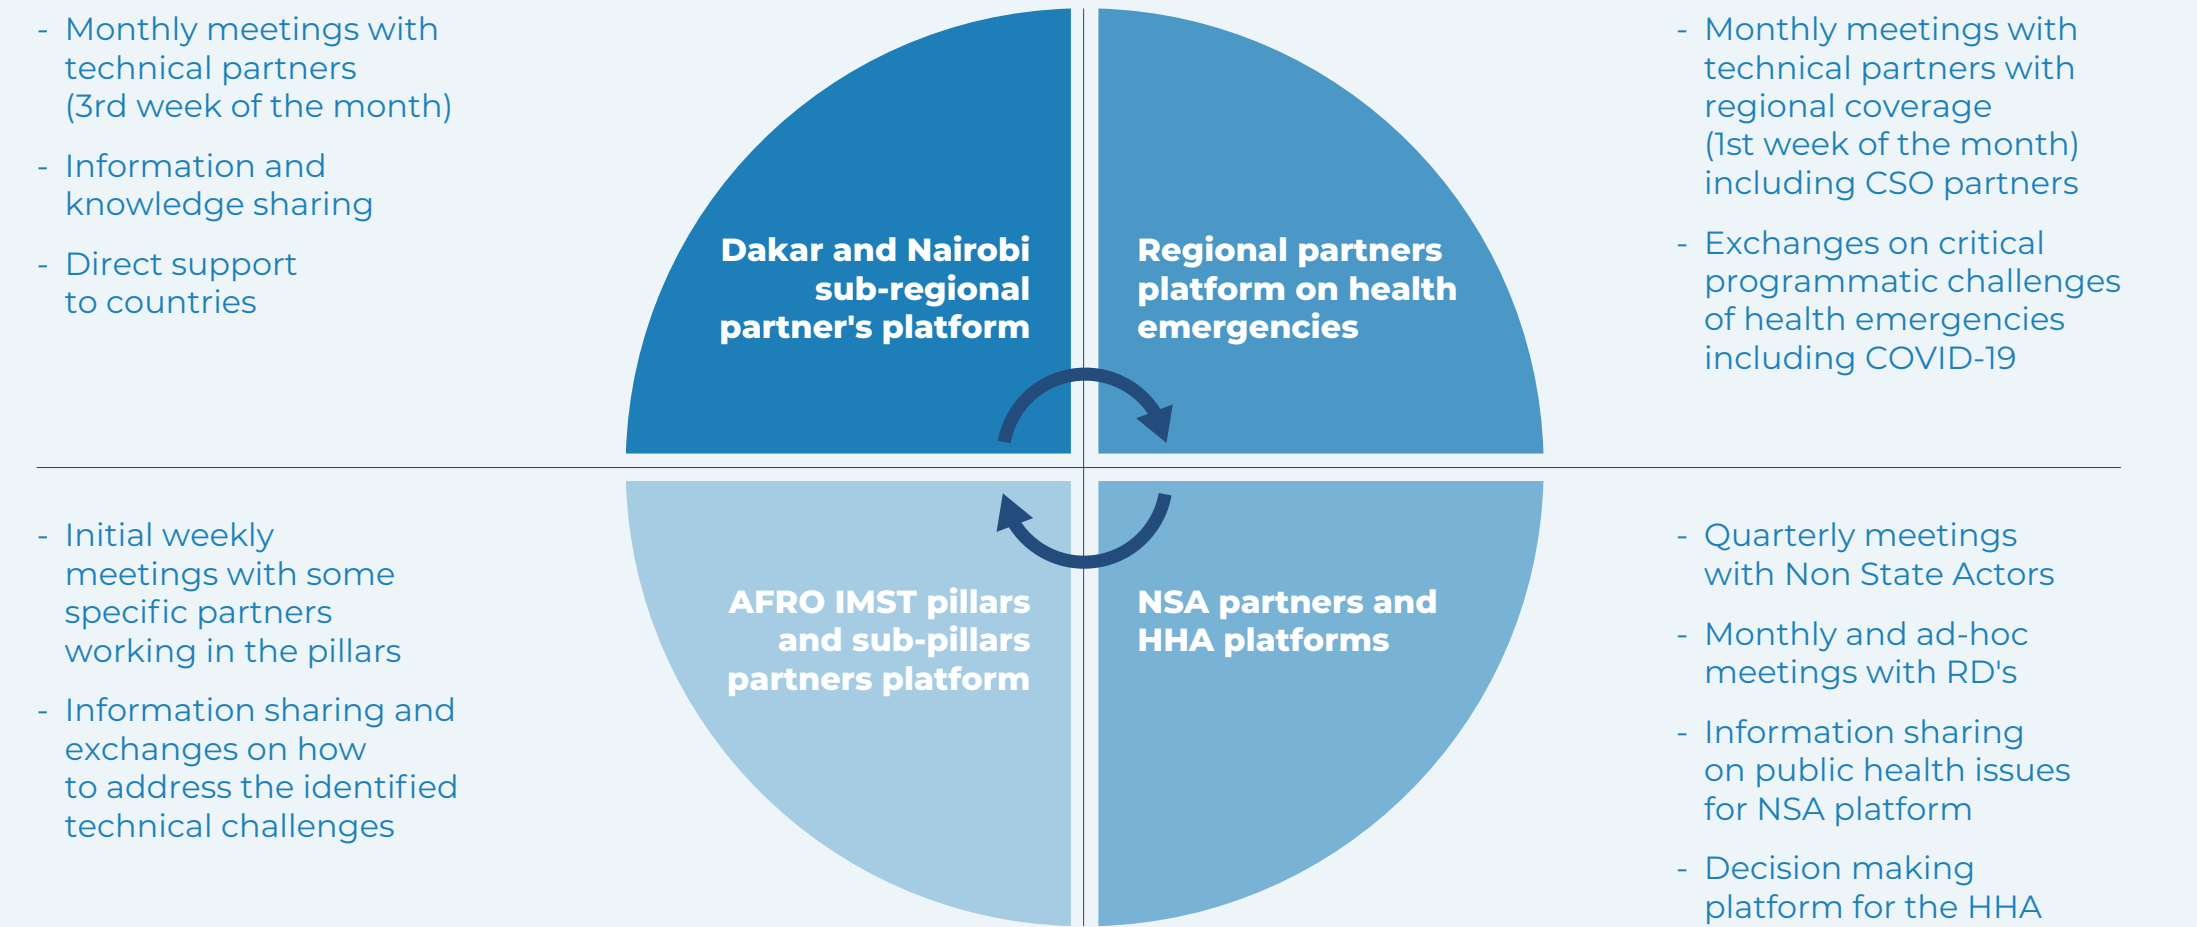 - Monthly meetings with
technical partners
(3rd week of the month)
- Information and
knowledge sharing
- Direct support
to countries
Dakar and Nairobi
sub-regional
partner's platform
Regional partners
platform on health
emergencies
- Monthly meetings with
technical partners with
regional coverage
(1st week of the month)
including CSO partners
- Exchanges on critical
programmatic challenges
of health emergencies
including COVID-19
- Initial weekly
meetings with some
specific partners
working in the pillars
- Information sharing and
exchanges on how
to address the identified
technical challenges
AFRO IMST pillars
and sub-pillars
partners platform
NSA partners and
HHA platforms
- Quarterly meetings
with Non State Actors
- Monthly and ad-hoc
meetings with RD's
- Information sharing
on public health issues
for NSA platform
- Decision making
platform for the HHA